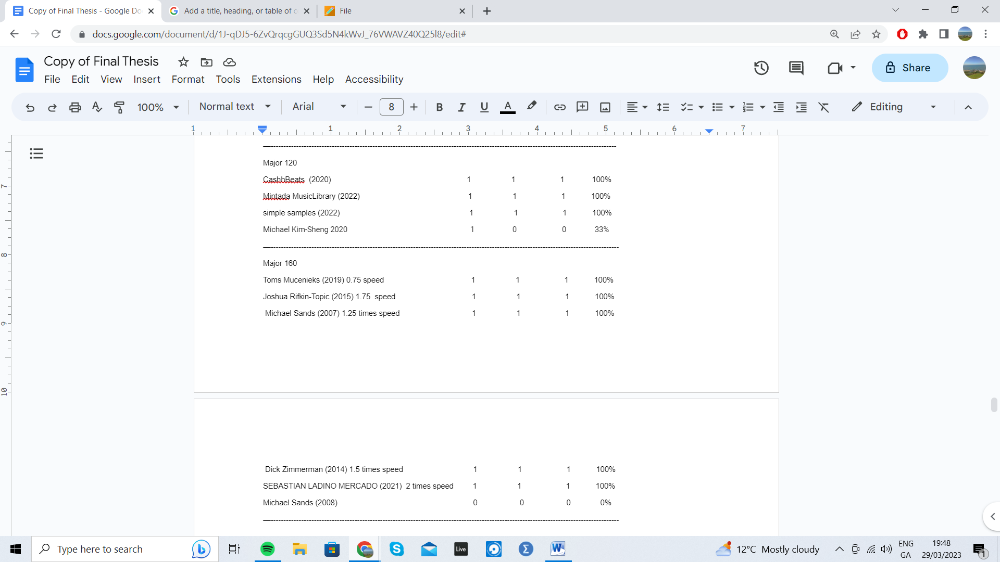 Copy of Final Thesis - Google Do
Add a title, heading, or table of c
File
docs.google.com/document/d/1J-qDJ5-6ZvQrqcgGUQ3Sd5N4kWvJ_76VWAVZ40Q25l8/edit#
Copy of Final Thesis
File Edit View Insert Format Tools Extensions Help Accessibility
Share
100% Normal text Arial 8 Editing
1 1 2 3 4 5 6 7
Major 120
CashhBeats (2020) 1 1 1 100%
Mintada MusicLibrary (2022) 1 1 1 100%
simple samples (2022) 1 1 1 100%
Michael Kim-Sheng 2020 1 0 0 33%
Major 160
Toms Mucenieks (2019) 0.75 speed 1 1 1 100%
Joshua Rifkin-Topic (2015) 1.75 speed 1 1 1 100%
Michael Sands (2007) 1.25 times speed 1 1 1 100%
Dick Zimmerman (2014) 1.5 times speed 1 1 1 100%
SEBASTIAN LADINO MERCADO (2021) 2 times speed 1 1 1 100%
Michael Sands (2008) 0 0 0 0%
7
8
9
10
Type here to search
Live
12°C Mostly cloudy
ENG
GA
19:48
29/03/2023
1